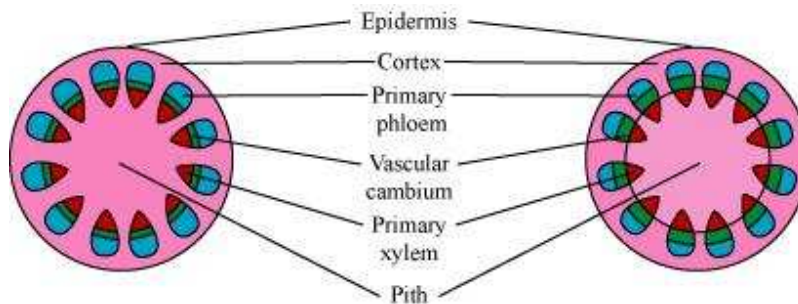 Epidermis
Cortex
Primary
phloem
Vascular
cambium
Primary
xylem
Pith